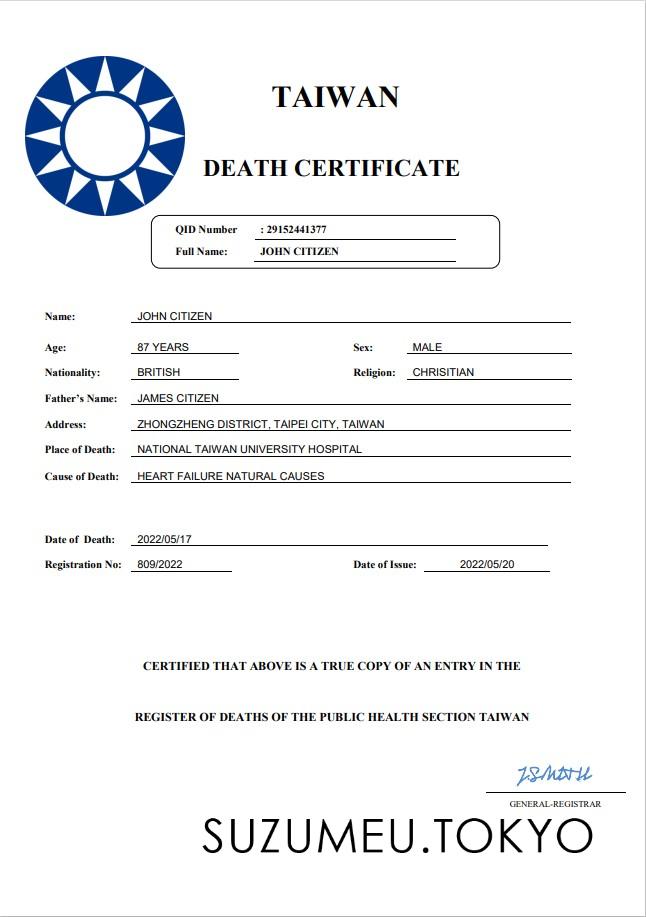 TAIWAN
DEATH CERTIFICATE
QID Number : 29152441377
Full Name: JOHN CITIZEN
Name: JOHN CITIZEN
Age: 87 YEARS Sex: MALE
Nationality: BRITISH Religion: CHRISITIAN
Father's Name: JAMES CITIZEN
Address: ZHONGZHENG DISTRICT, TAIPEI CITY, TAIWAN
Place of Death: NATIONAL TAIWAN UNIVERSITY HOSPITAL
Cause of Death: HEART FAILURE NATURAL CAUSES
Date of Death: 2022/05/17
Registration No: 809/2022 Date of Issue: 2022/05/20
CERTIFIED THAT ABOVE IS A TRUE COPY OF AN ENTRY IN THE
REGISTER OF DEATHS OF THE PUBLIC HEALTH SECTION TAIWAN
GENERAL-REGISTRAR
SUZUMEU.TOKYO